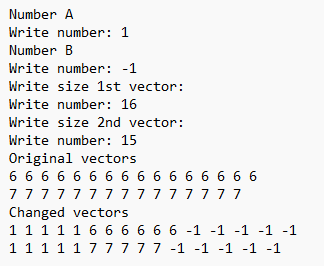 Number A
Write number: 1
Number B
Write number: -1
Write size 1st vector:
Write number: 16
Write size 2nd vector:
Write number: 15
Original vectors
6 6 6 6 6 6 6 6 6 6 6 6 6 6 6 6
7 7 7 7 7 7 7 7 7 7 7 7 7 7 7
Changed vectors
1 1 1 1 1 6 6 6 6 6 6 -1 -1 -1 -1 -1
1 1 1 1 1 7 7 7 7 7 -1 -1 -1 -1 -1